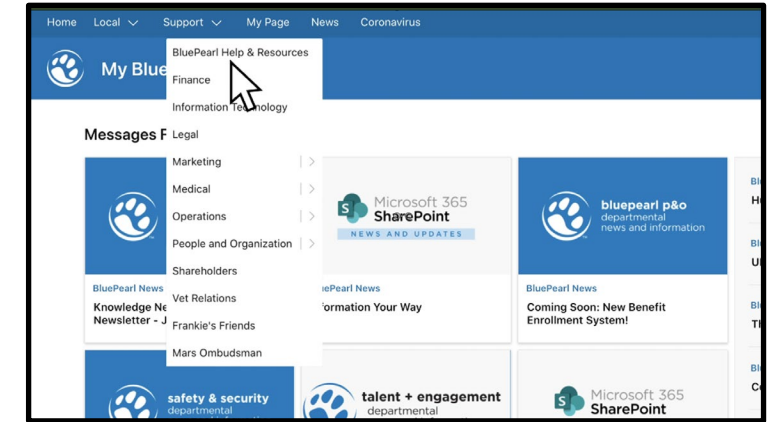 Home Local Support My Page News Coronavirus
My Blue
BluePearl Help & Resources
Finance
Information Technology
Legal
Marketing
Medical
Operations
People and Organization
Shareholders
Vet Relations
Frankie's Friends
Mars Ombudsman
Messages F
BluePearl News
Knowledge Ne
Newsletter - J
Microsoft 365
SharePoint
NEWS AND UPDATES
ePearl News
formation Your Way
bluepearl p&o
departmental
news and information
BluePearl News
Coming Soon: New Benefit
Enrollment System!
safety & security
departmental
talent + engagement
departmental
Microsoft 365
SharePoint